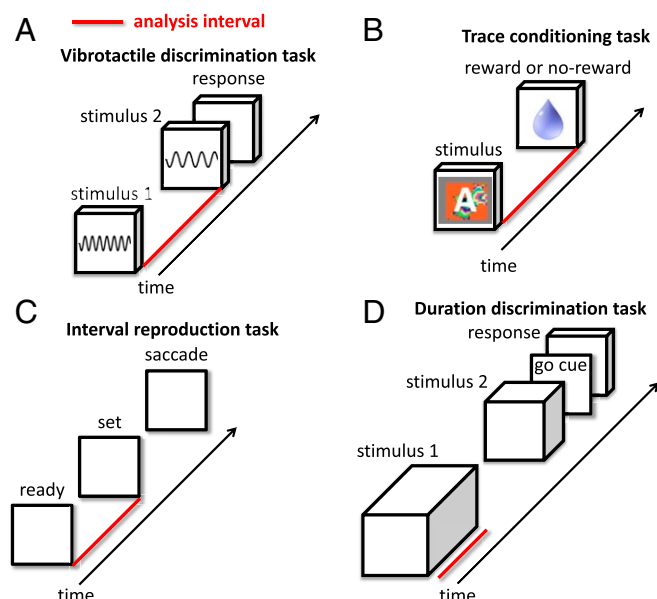 analysis interval
A
Vibrotactile discrimination task
response
stimulus 2
stimulus 1
time
B
Trace conditioning task
reward or no-reward
stimulus
A
time
C
Interval reproduction task
saccade
set
ready
time
D
Duration discrimination task
response
go cue
stimulus 2
stimulus 1
time